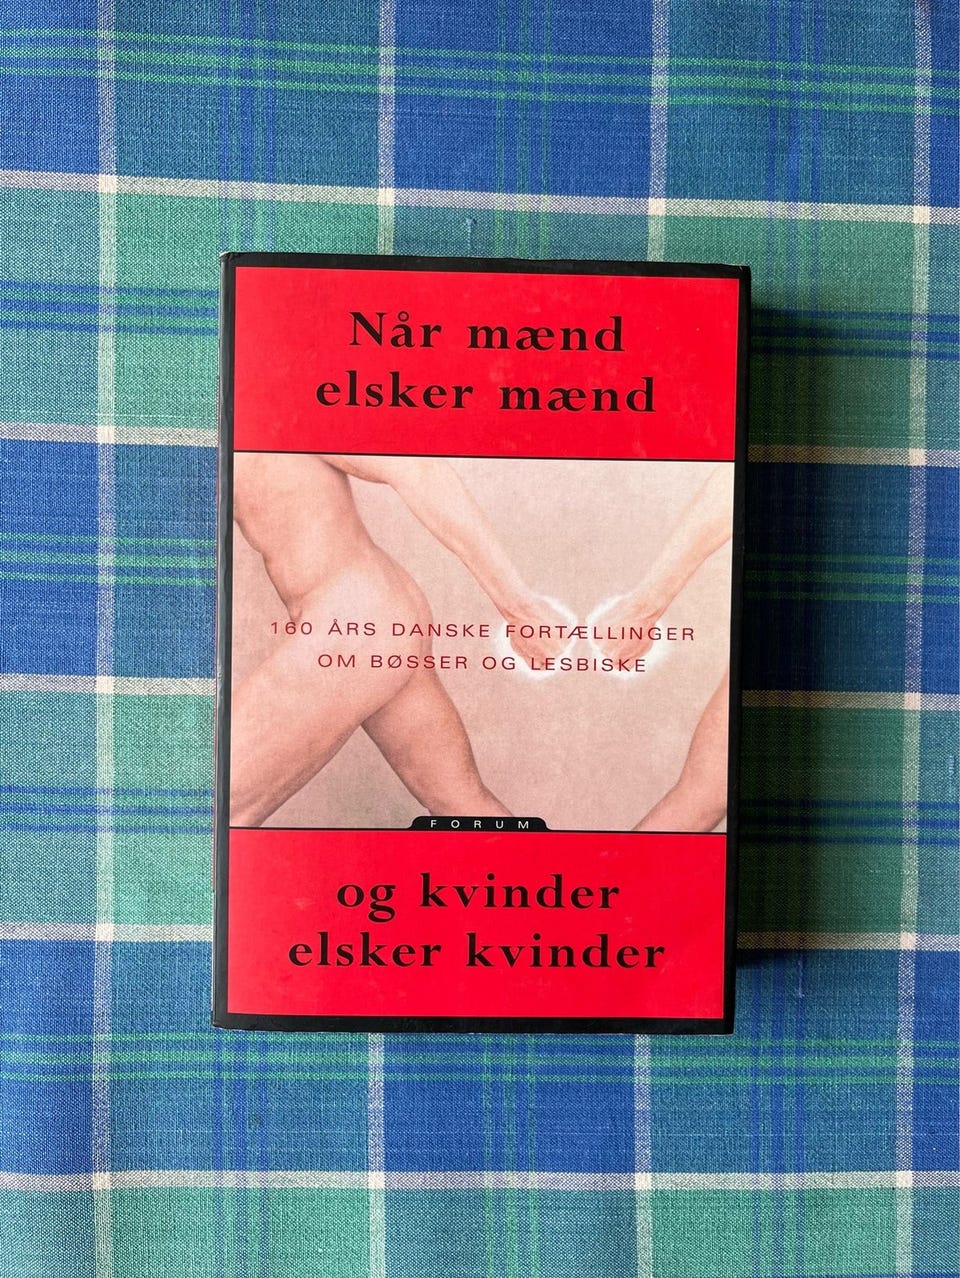 Når mænd
elsker mænd
160 ÅRS DANSKE FORTÆLLINGER
OM BØSSER OG LESBISKE
FORUM
og kvinder
elsker kvinder